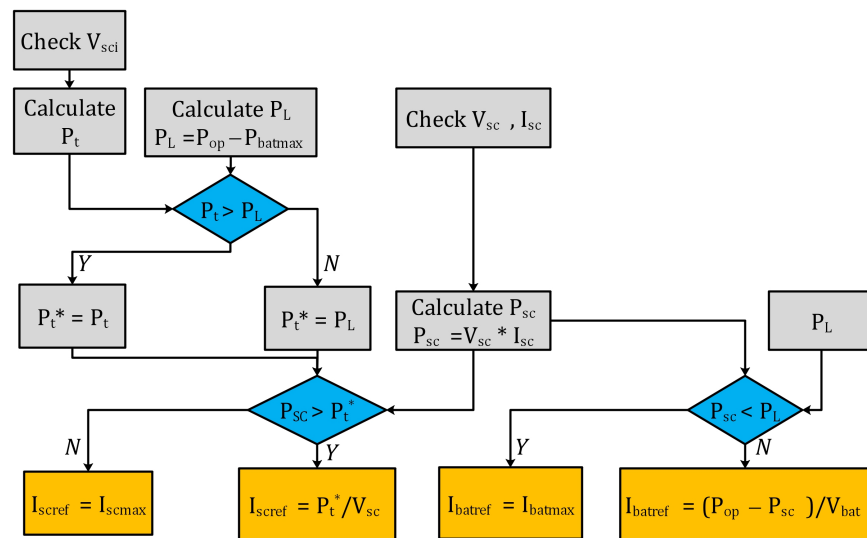 Check V_sci
Calculate
P_t
Calculate P_L
P_L = P_op − P_batmax
Check V_sc , I_sc
P_t > P_L
Y
N
P_t* = P_t
P_t* = P_L
Calculate P_sc
P_sc = V_sc * I_sc
P_L
P_SC > P_t*
P_sc < P_L
N
Y
Y
N
I_scref = I_scmax
I_scref = P_t*/V_sc
I_batref = I_batmax
I_batref = (P_op − P_sc )/V_bat